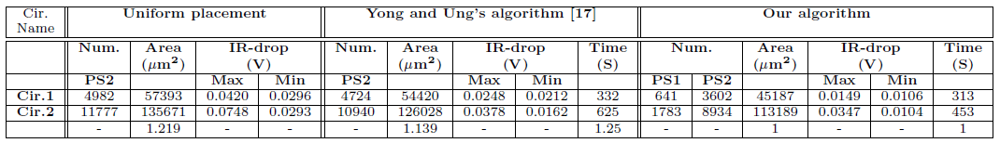 Cir. Uniform placement Yong and Ung's algorithm [17] Our algorithm
Name
Num. Area IR-drop Num. Area IR-drop Time Num. Area IR-drop Time
(μm²) (V) (μm²) (V) (S) (μm²) (V) (S)
PS2 Max Min PS2 Max Min PS1 PS2 Max Min
Cir.1 4982 57393 0.0420 0.0296 4724 54420 0.0248 0.0212 332 641 3602 45187 0.0149 0.0106 313
Cir.2 11777 135671 0.0748 0.0293 10940 126028 0.0378 0.0162 625 1783 8934 113189 0.0347 0.0104 453
- 1.219 - - - 1.139 - - 1.25 - - 1 - - 1